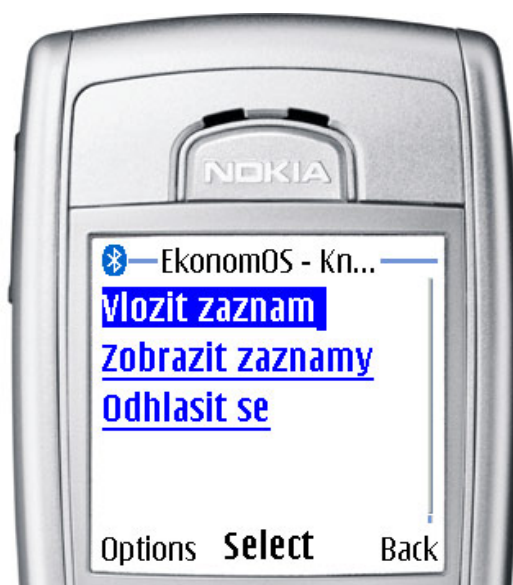 NOKIA
EkonomOS - Kn...
Vlozit zaznam
Zobrazit zaznamy
Odhlasit se
Options Select Back